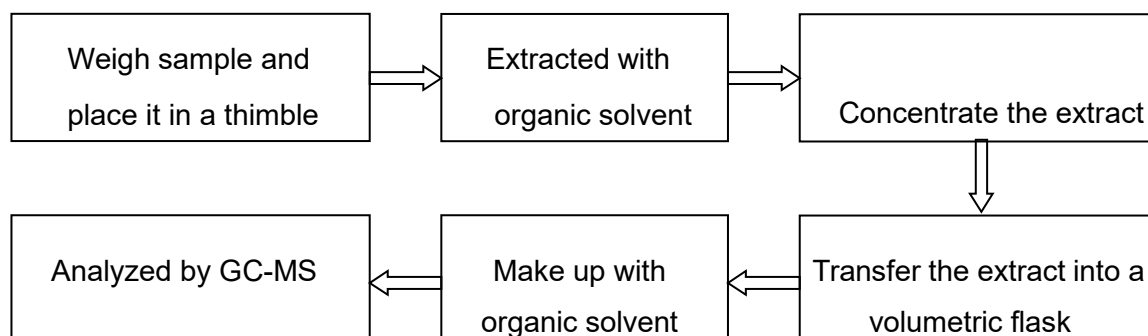 Weigh sample and
place it in a thimble
Extracted with
organic solvent
Concentrate the extract
Transfer the extract into a
volumetric flask
Make up with
organic solvent
Analyzed by GC-MS